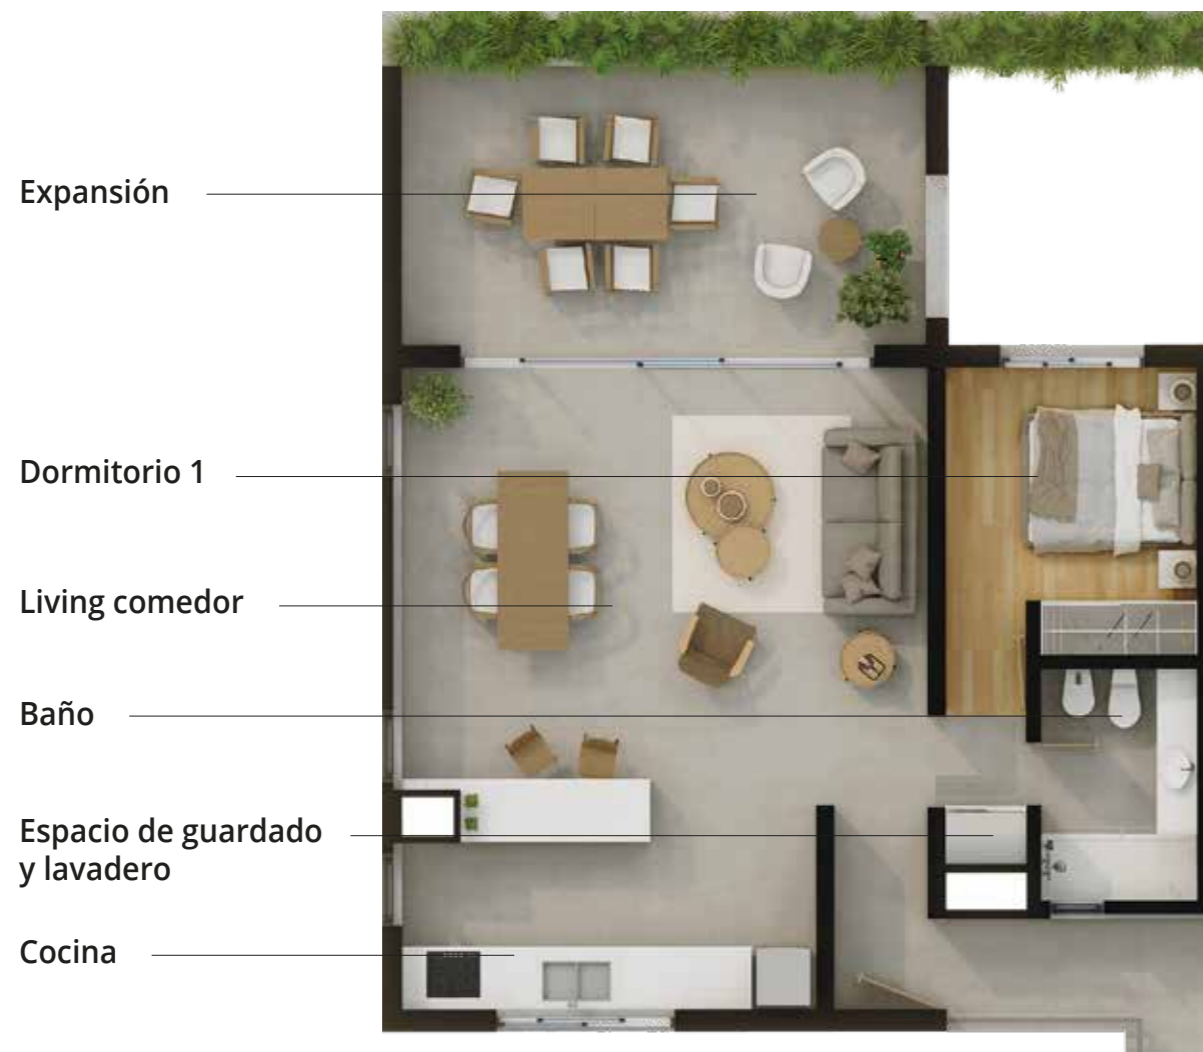 Expansión
Dormitorio 1
Living comedor
Baño
Espacio de guardado
y lavadero
Cocina